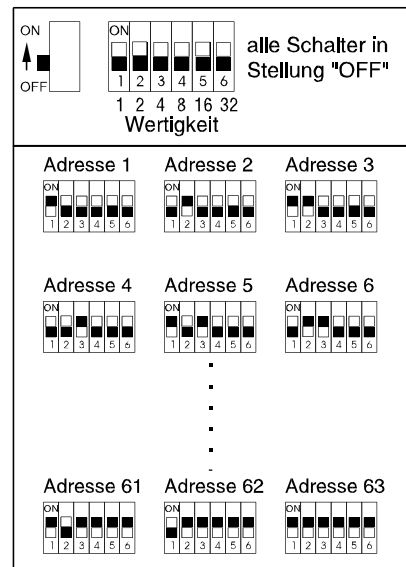 ON
OFF
ON
1 2 3 4 5 6
1 2 4 8 16 32
Wertigkeit
alle Schalter in
Stellung "OFF"
Adresse 1 Adresse 2 Adresse 3
ON ON ON
1 2 3 4 5 6 1 2 3 4 5 6 1 2 3 4 5 6
Adresse 4 Adresse 5 Adresse 6
ON ON ON
1 2 3 4 5 6 1 2 3 4 5 6 1 2 3 4 5 6
Adresse 61 Adresse 62 Adresse 63
ON ON ON
1 2 3 4 5 6 1 2 3 4 5 6 1 2 3 4 5 6